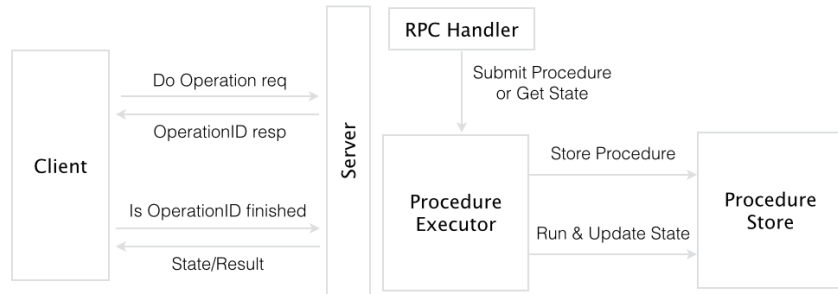 RPC Handler
Do Operation req
Submit Procedure
or Get State
OperationID resp
Client
Server
Store Procedure
Procedure
Executor
Procedure
Store
Is OperationID finished
Run & Update State
State/Result